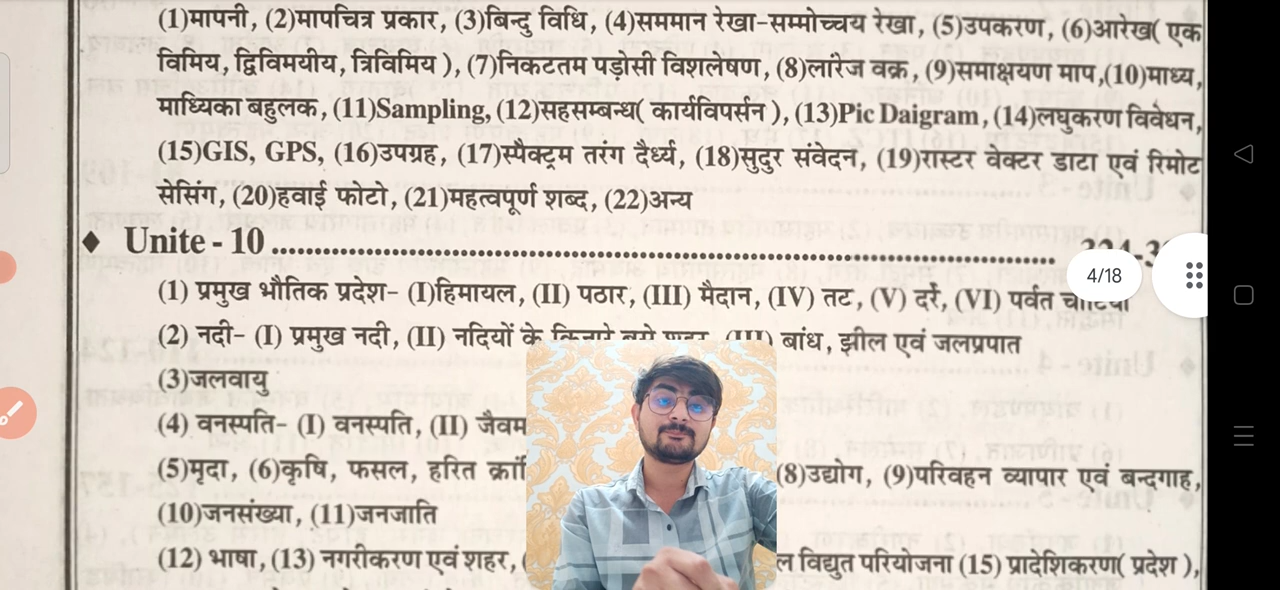 (1)मापनी, (2)मापचित्र प्रकार, (3)बिन्दु विधि, (4)सममान रेखा-सम्मोच्चय रेखा, (5)उपकरण, (6)आरेख( एक
विमिय, द्विविमयीय, त्रिविमिय ), (7)निकटतम पड़ोसी विशलेषण, (8)लारेज वक्र, (9)समाक्षयण माप,(10)माध्य,
माध्यिका बहुलक, (11)Sampling, (12)सहसम्बन्ध( कार्यविपर्सन ), (13)Pic Daigram, (14)लघुकरण विवेधन,
(15)GIS, GPS, (16)उपग्रह, (17)स्पैक्ट्रम तरंग दैर्ध्य, (18)सुदुर संवेदन, (19)रास्टर वेक्टर डाटा एवं रिमोट
सेसिंग, (20)हवाई फोटो, (21)महत्वपूर्ण शब्द, (22)अन्य
♦ Unite - 10
4/18
(1) प्रमुख भौतिक प्रदेश- (I)हिमायल, (II) पठार, (III) मैदान, (IV) तट, (V) दर्रे, (VI) पर्वत चोटिया
(2) नदी- (I) प्रमुख नदी, (II) नदियों के किनारे बसे शहर, (III) बांध, झील एवं जलप्रपात
(3)जलवायु
(4) वनस्पति- (I) वनस्पति, (II)
(5)मृदा, (6)कृषि, फसल, हरित (8)उद्योग, (9)परिवहन व्यापार एवं बन्दगाह,
(10)जनसंख्या, (11)जनजाति
(12) भाषा, (13) नगरीकरण एवं शहर, विद्युत परियोजना (15) प्रादेशिकरण( प्रदेश ),